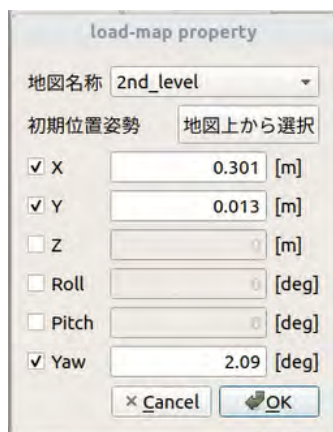 load-map property
地図名称 2nd_level
初期位置姿勢 地図上から選択
X 0.301 [m]
Y 0.013 [m]
Z 0 [m]
Roll 0 [deg]
Pitch 0 [deg]
Yaw 2.09 [deg]
Cancel OK